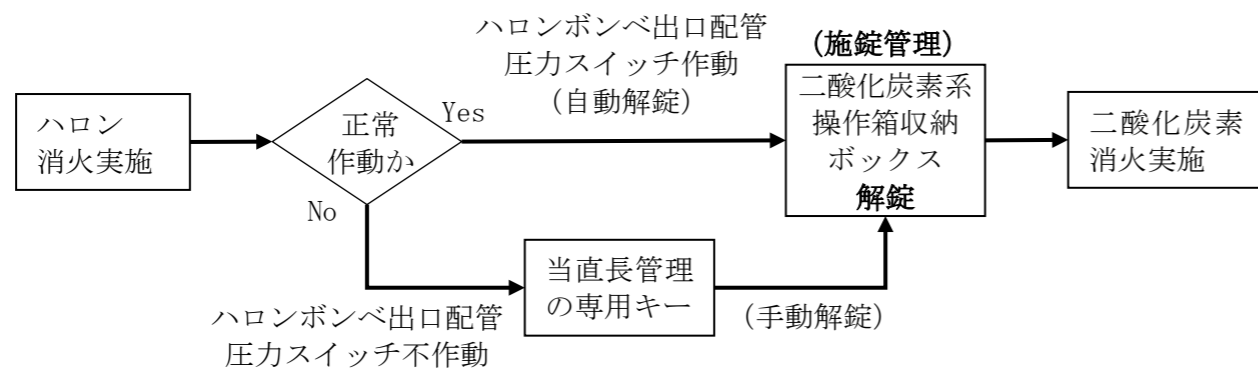 ハロン
消火実施
正常
作動か
Yes
No
ハロンボンベ出口配管
圧力スイッチ作動
（自動解錠）
ハロンボンベ出口配管
圧力スイッチ不作動
当直長管理
の専用キー
（手動解錠）
（施錠管理）
二酸化炭素系
操作箱収納
ボックス
解錠
二酸化炭素
消火実施